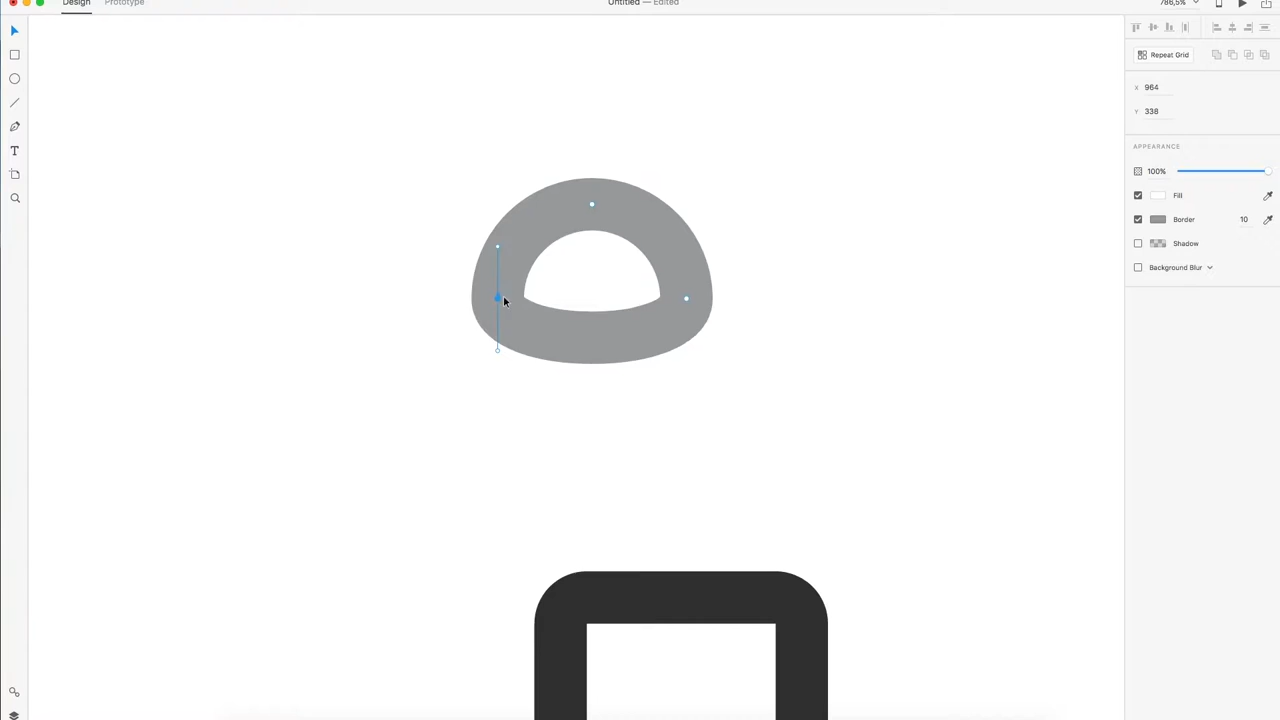 Design Prototype
Untitled — Edited
786,5%
T
Repeat Grid
X 964
Y 338
APPEARANCE
100%
Fill
Border 10
Shadow
Background Blur